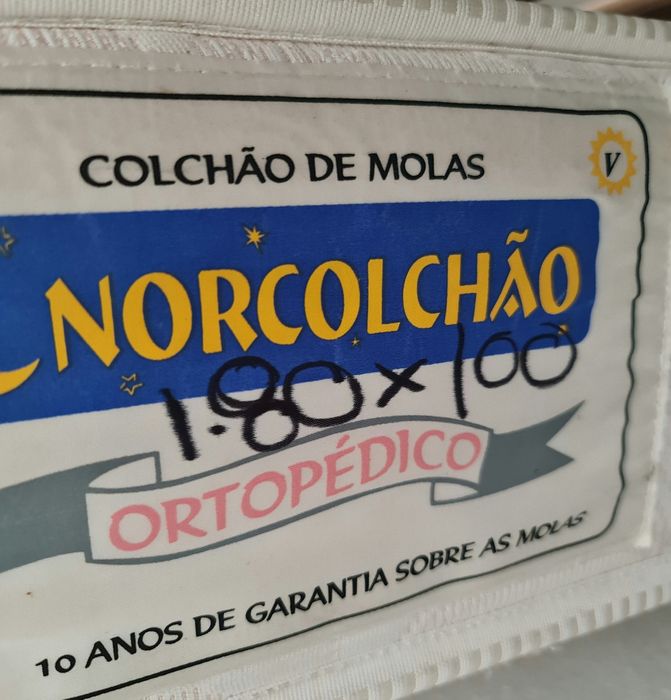 COLCHÃO DE MOLAS
V
NORCOLCHÃO
1.80 x 100
ORTOPÉDICO
10 ANOS DE GARANTIA SOBRE AS MOLAS